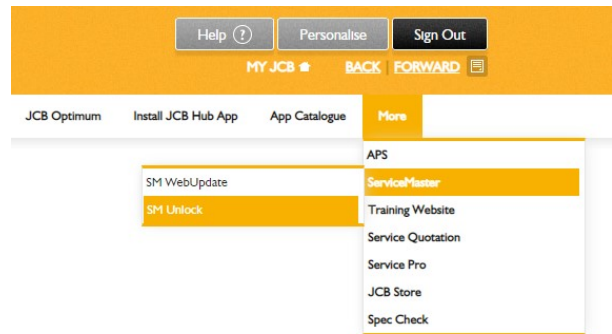 Help ? Personalise Sign Out
MY JCB BACK | FORWARD
JCB Optimum Install JCB Hub App App Catalogue More
APS
SM WebUpdate ServiceMaster
SM Unlock Training Website
Service Quotation
Service Pro
JCB Store
Spec Check